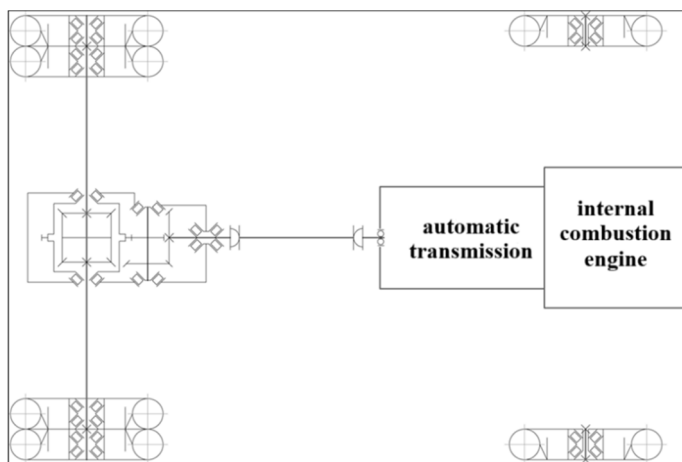 automatic
transmission
internal
combustion
engine